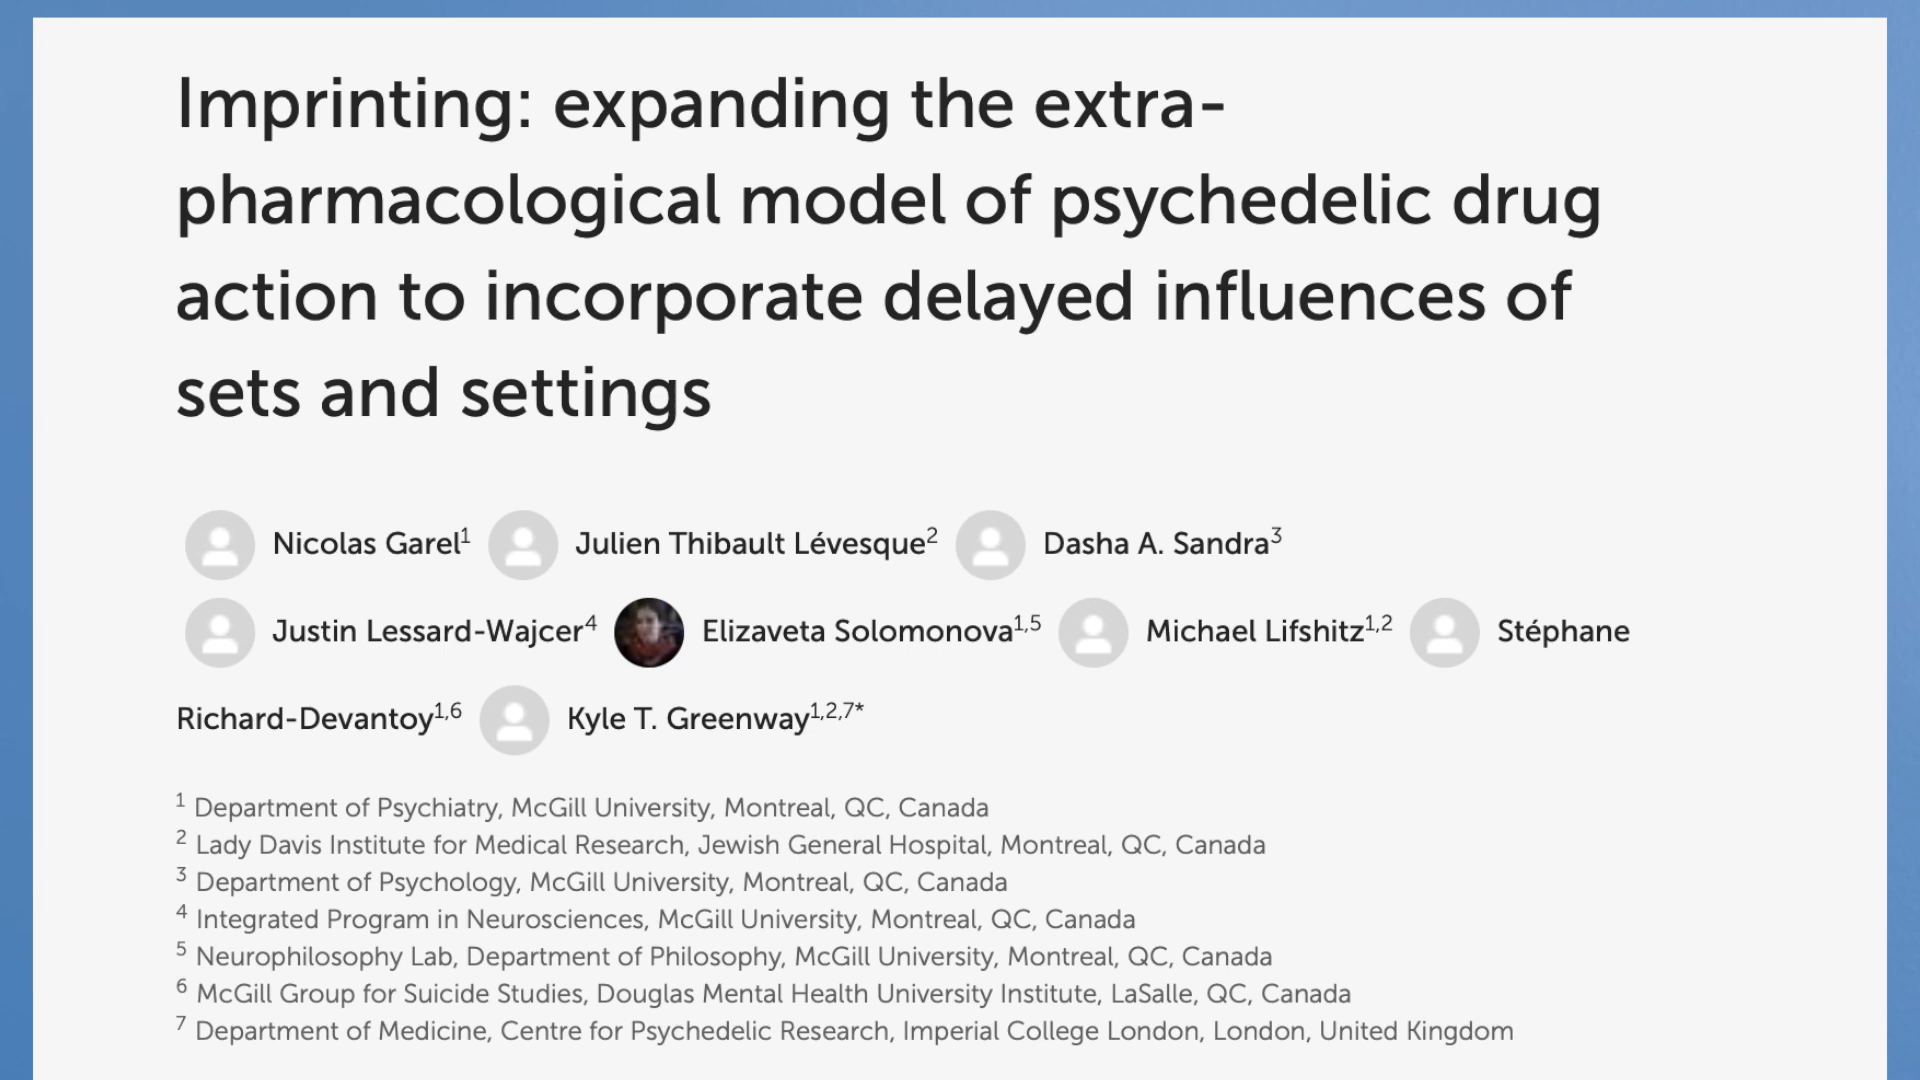 Imprinting: expanding the extra-
pharmacological model of psychedelic drug
action to incorporate delayed influences of
sets and settings
Nicolas Garel1 Julien Thibault Lévesque2 Dasha A. Sandra3
Justin Lessard-Wajcer4 Elizaveta Solomonova1,5 Michael Lifshitz1,2 Stéphane
Richard-Devantoy1,6 Kyle T. Greenway1,2,7*
1 Department of Psychiatry, McGill University, Montreal, QC, Canada
2 Lady Davis Institute for Medical Research, Jewish General Hospital, Montreal, QC, Canada
3 Department of Psychology, McGill University, Montreal, QC, Canada
4 Integrated Program in Neurosciences, McGill University, Montreal, QC, Canada
5 Neurophilosophy Lab, Department of Philosophy, McGill University, Montreal, QC, Canada
6 McGill Group for Suicide Studies, Douglas Mental Health University Institute, LaSalle, QC, Canada
7 Department of Medicine, Centre for Psychedelic Research, Imperial College London, London, United Kingdom